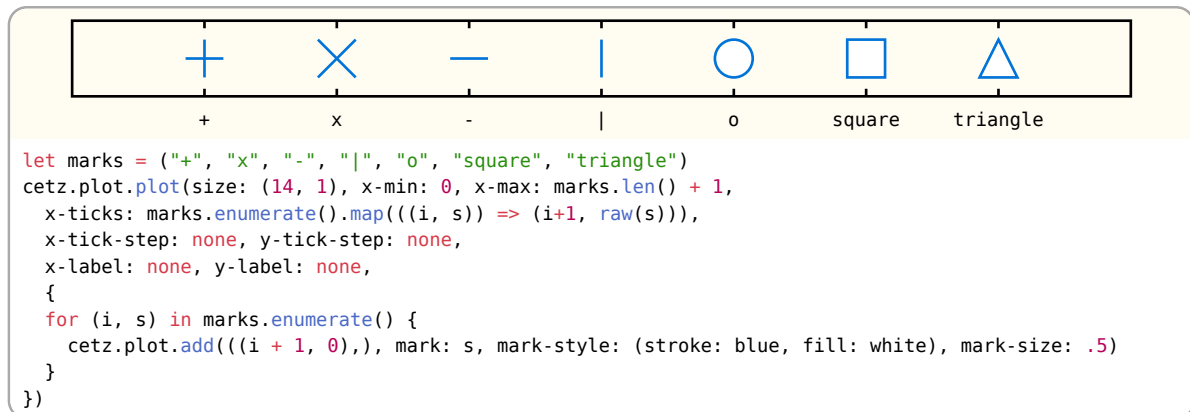 + x - | o square triangle
let marks = ("+", "x", "-", "|", "o", "square", "triangle")
cetz.plot.plot(size: (14, 1), x-min: 0, x-max: marks.len() + 1,
  x-ticks: marks.enumerate().map(((i, s)) => (i+1, raw(s))),
  x-tick-step: none, y-tick-step: none,
  x-label: none, y-label: none,
  {
  for (i, s) in marks.enumerate() {
    cetz.plot.add(((i + 1, 0),), mark: s, mark-style: (stroke: blue, fill: white), mark-size: .5)
  }
})